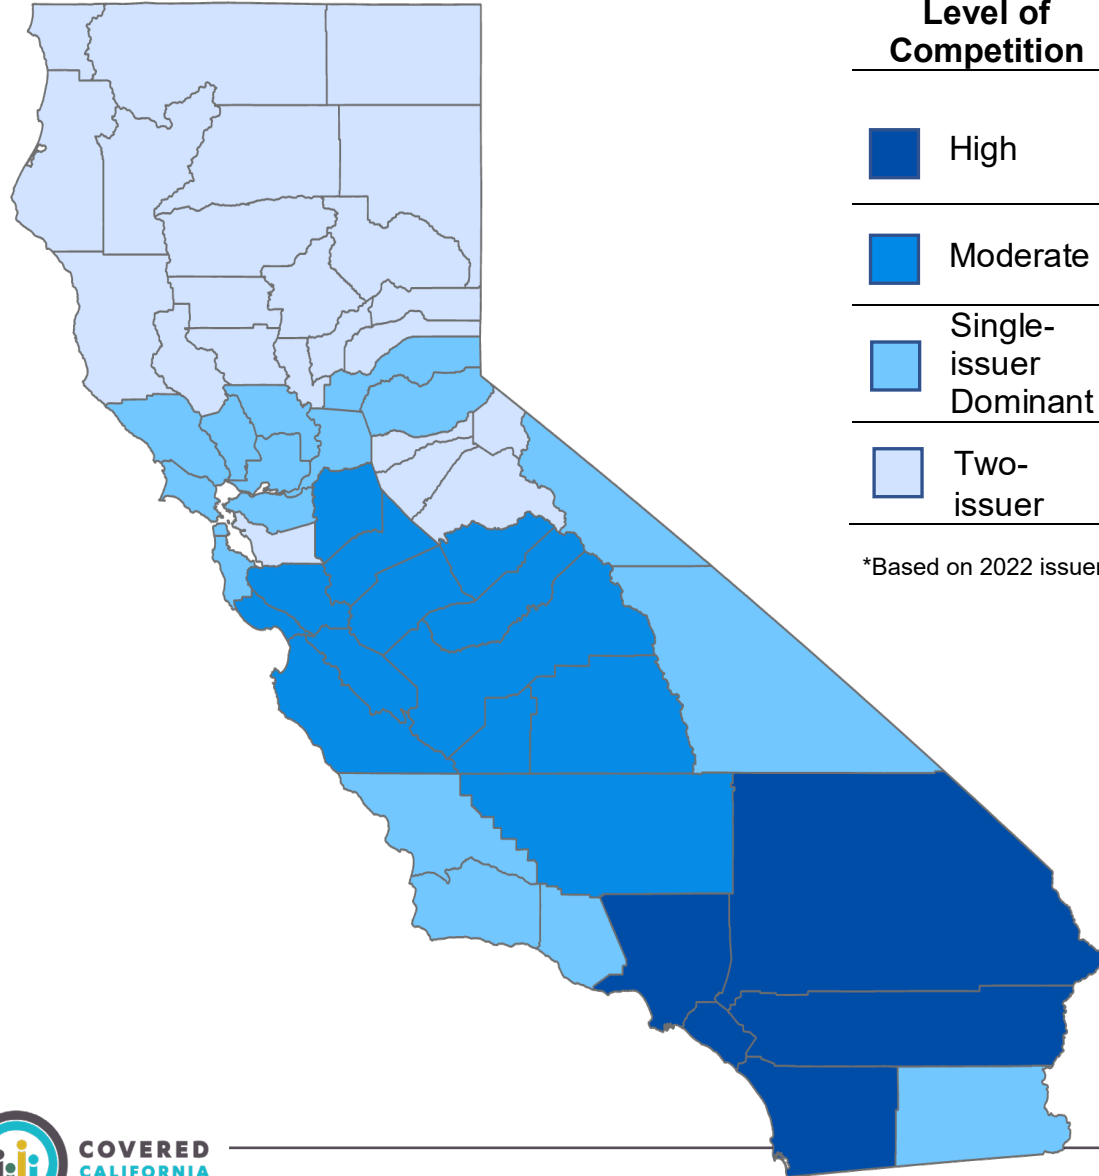 Level of
Competition
High
Moderate
Single-
issuer
Dominant
Two-
issuer
*Based on 2022 issuer
COVERED
CALIFORNIA